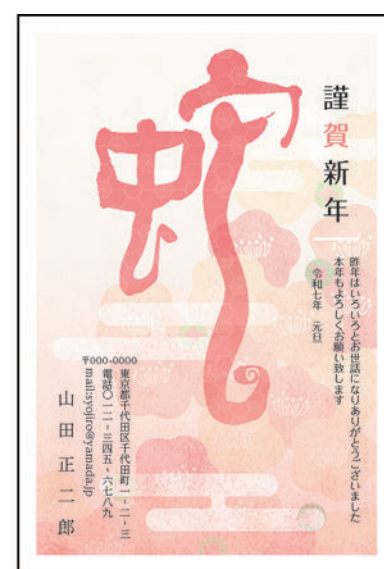 謹賀新年
昨年はいろいろとお世話になりありがとうございました
本年もよろしくお願い致します
令和七年　元旦
蛇
〒000-0000
東京都千代田区千代田町一-二-三
電話〇一二-三四五-六七八九
mail:syojiro@yamada.jp
山田正二郎